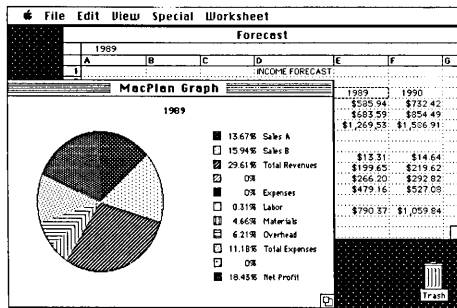 File Edit View Special Worksheet
Forecast
1989
A B C D E F G
1 INCOME FORECAST
MacPlan Graph
1989 1990
1989
$585.94 $732.42
$683.59 $854.49
$1,269.53 $1,586.91
13.67% Sales A
15.94% Sales B
29.61% Total Revenues
0%
0% Expenses
0.31% Labor
4.66% Materials
6.21% Overhead
11.18% Total Expenses
0%
18.43% Net Profit
$13.31 $14.64
$199.65 $219.62
$266.20 $292.82
$479.16 $527.08
$790.37 $1,059.84
Trash